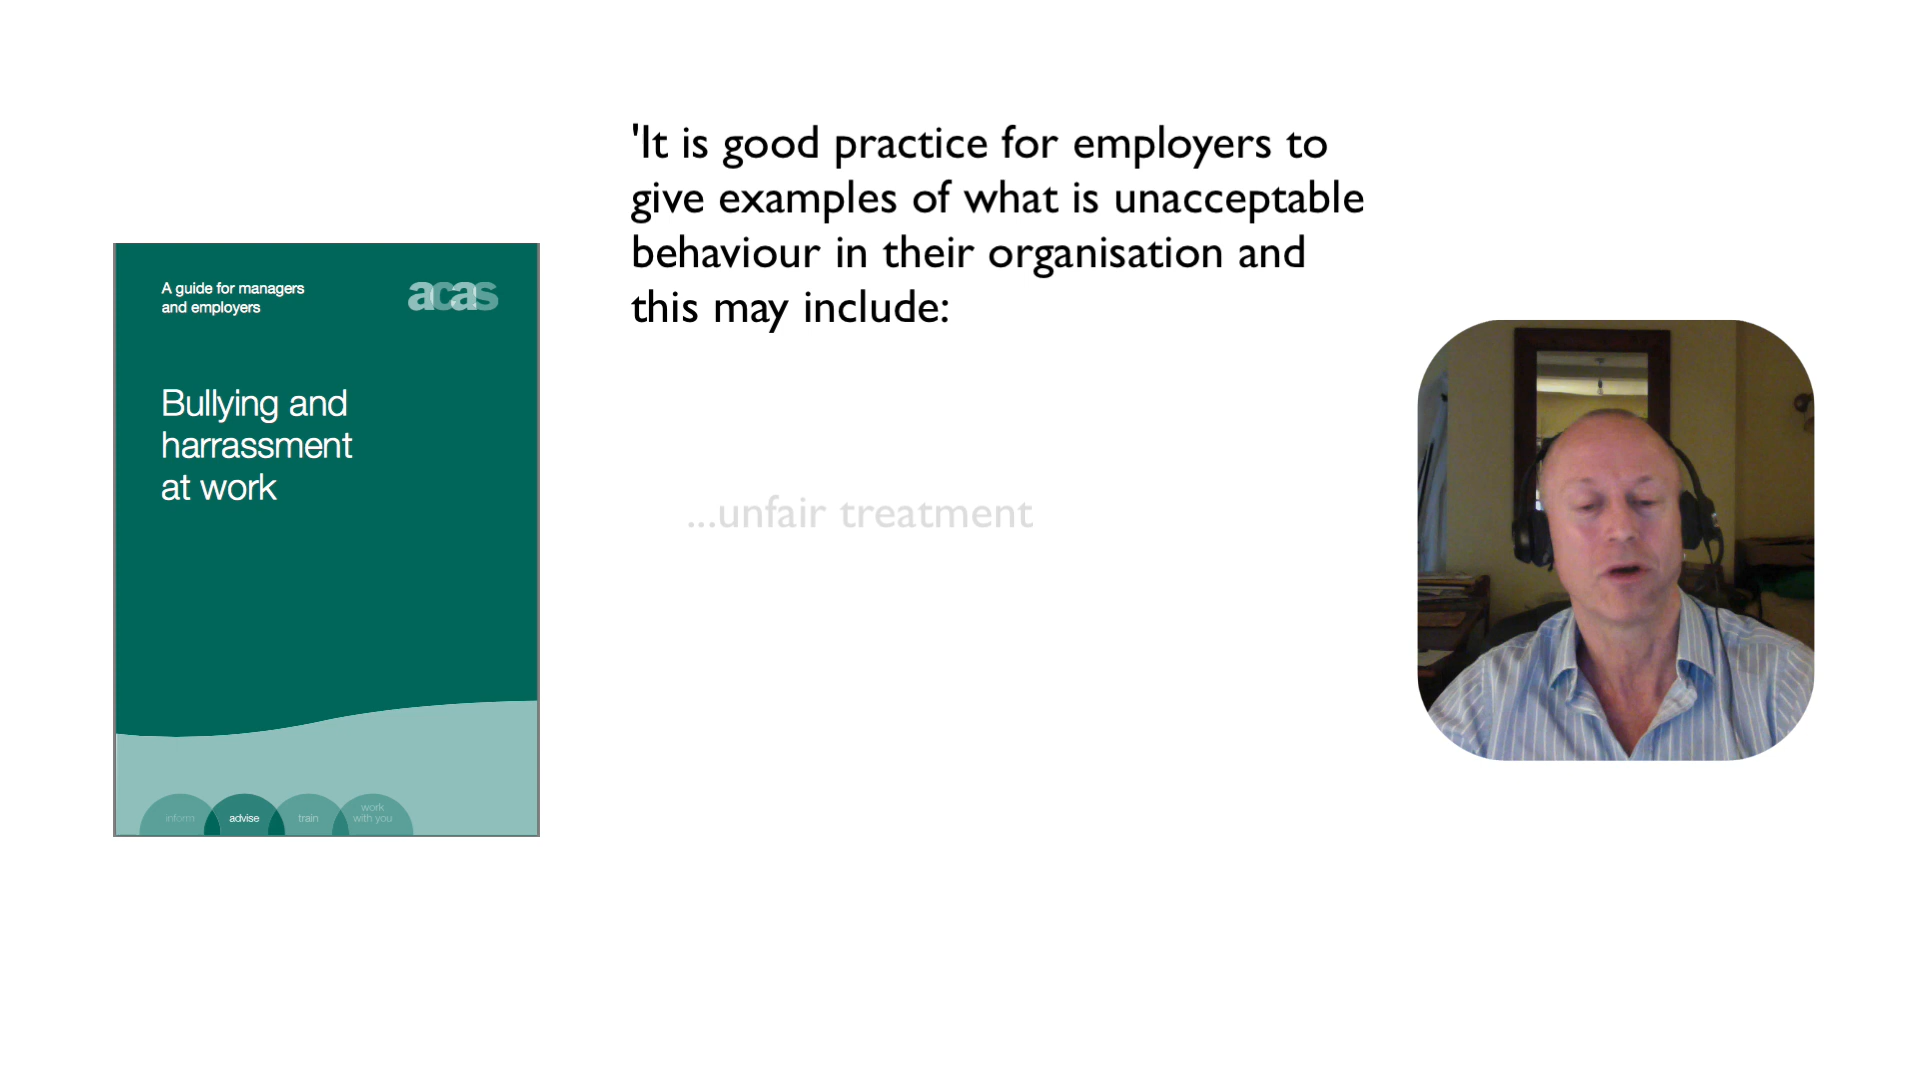 'It is good practice for employers to
give examples of what is unacceptable
behaviour in their organisation and
this may include:
...unfair treatment
A guide for managers
and employers
acas
Bullying and
harrassment
at work
inform
advise
train
work
with you